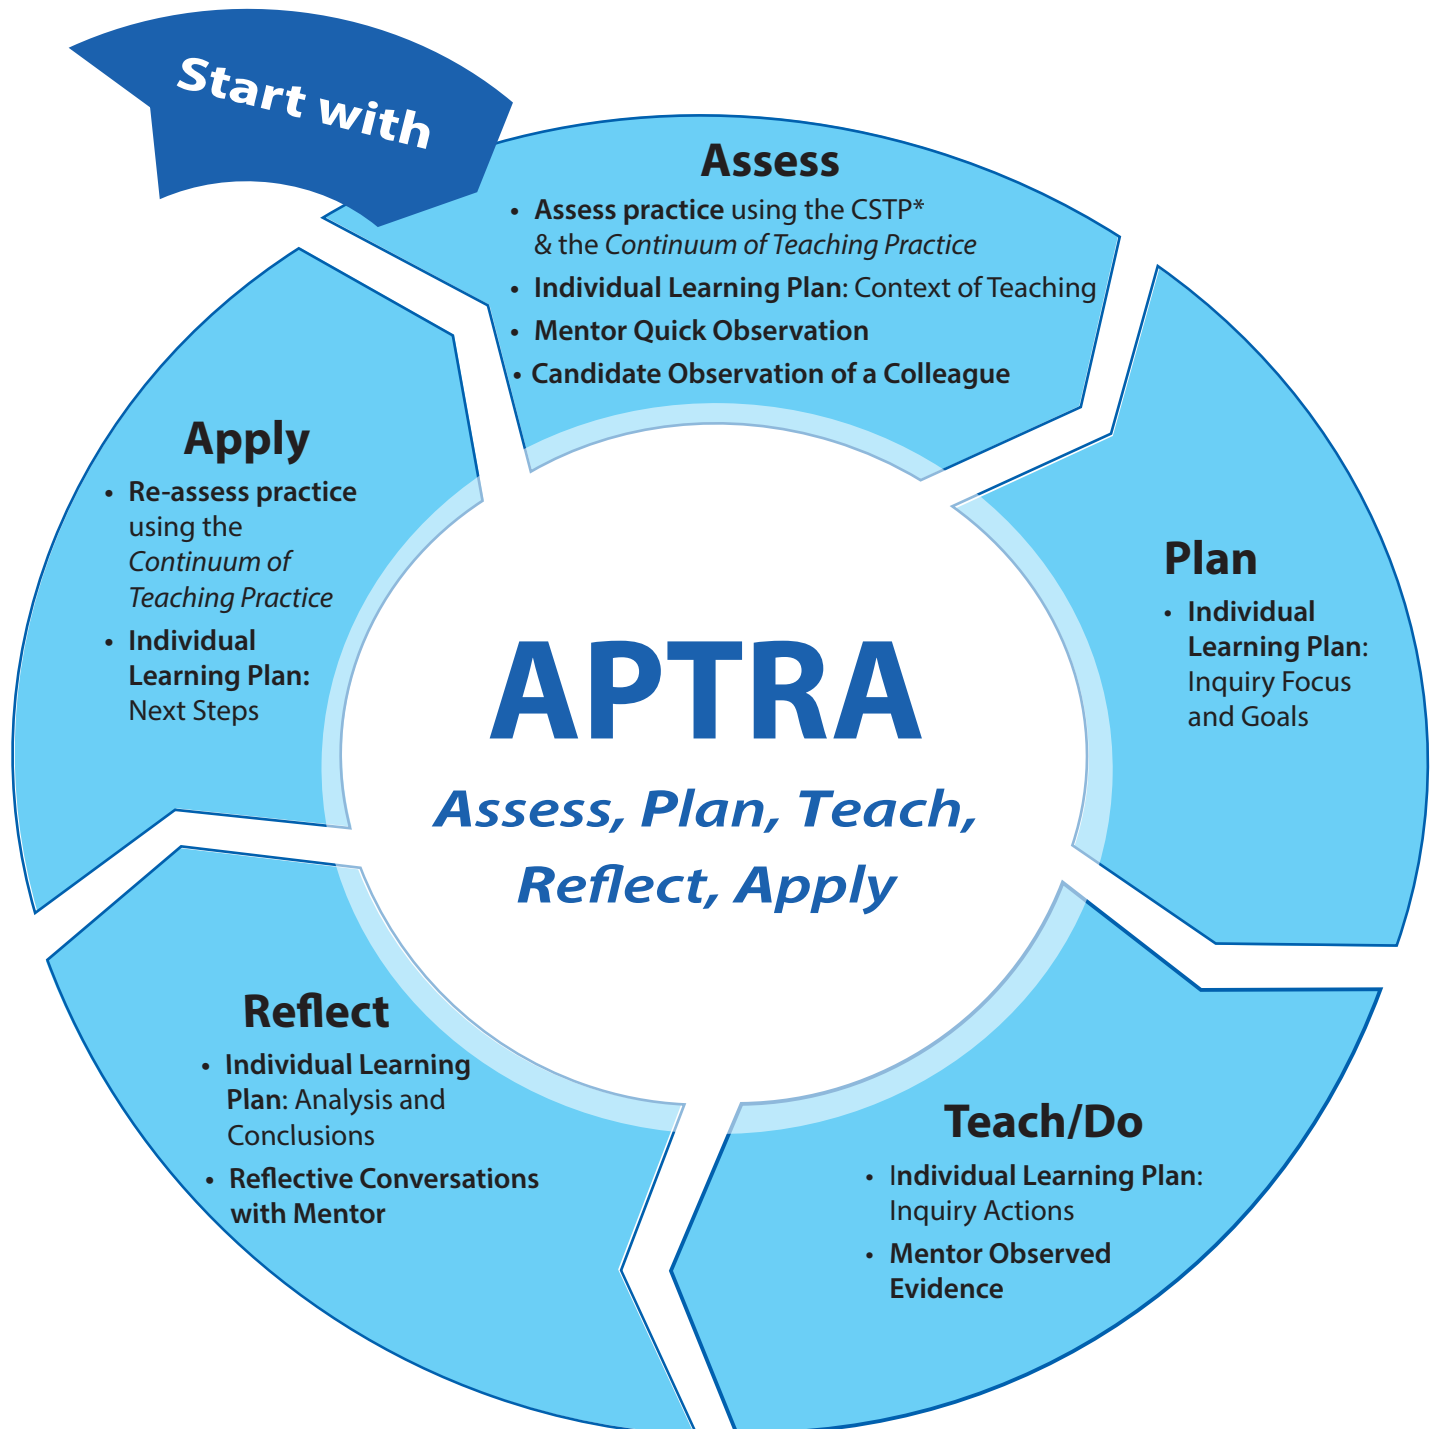 Start with
Assess
• Assess practice using the CSTP*
& the Continuum of Teaching Practice
• Individual Learning Plan: Context of Teaching
• Mentor Quick Observation
• Candidate Observation of a Colleague
Plan
• Individual
Learning Plan:
Inquiry Focus
and Goals
Teach/Do
• Individual Learning Plan:
Inquiry Actions
• Mentor Observed
Evidence
Reflect
• Individual Learning
Plan: Analysis and
Conclusions
• Reflective Conversations
with Mentor
Apply
• Re-assess practice
using the
Continuum of
Teaching Practice
• Individual
Learning Plan:
Next Steps
APTRA
Assess, Plan, Teach,
Reflect, Apply